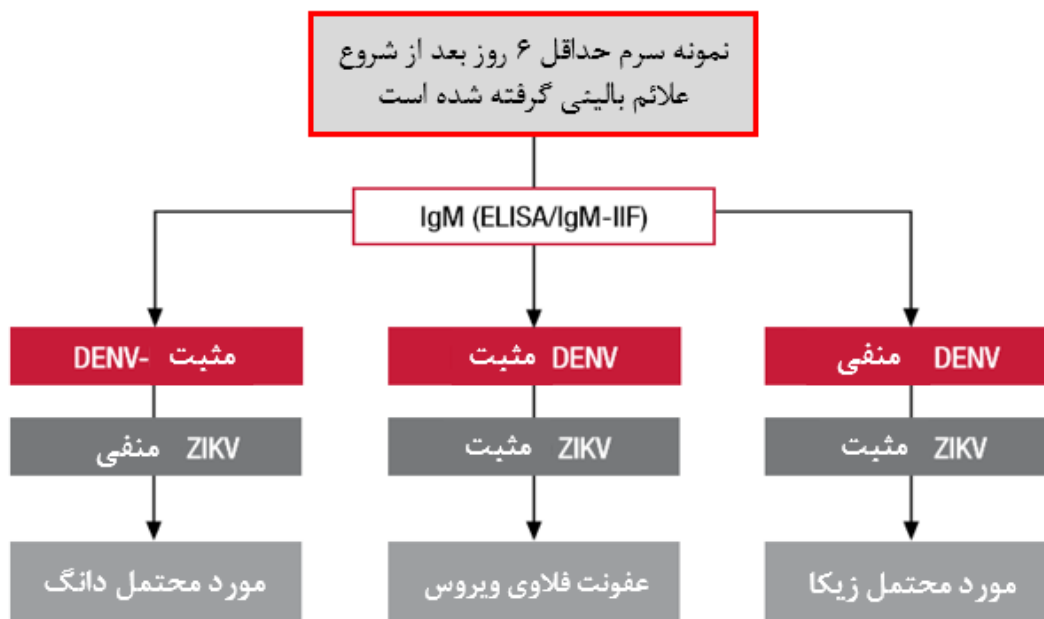 نمونه سرم حداقل ۶ روز بعد از شروع
علائم بالینی گرفته شده است
IgM (ELISA/IgM-IIF)
DENV- مثبت
DENV مثبت
DENV منفی
ZIKV منفی
ZIKV مثبت
ZIKV مثبت
مورد محتمل دانگ
عفونت فلاوی ویروس
مورد محتمل زیکا